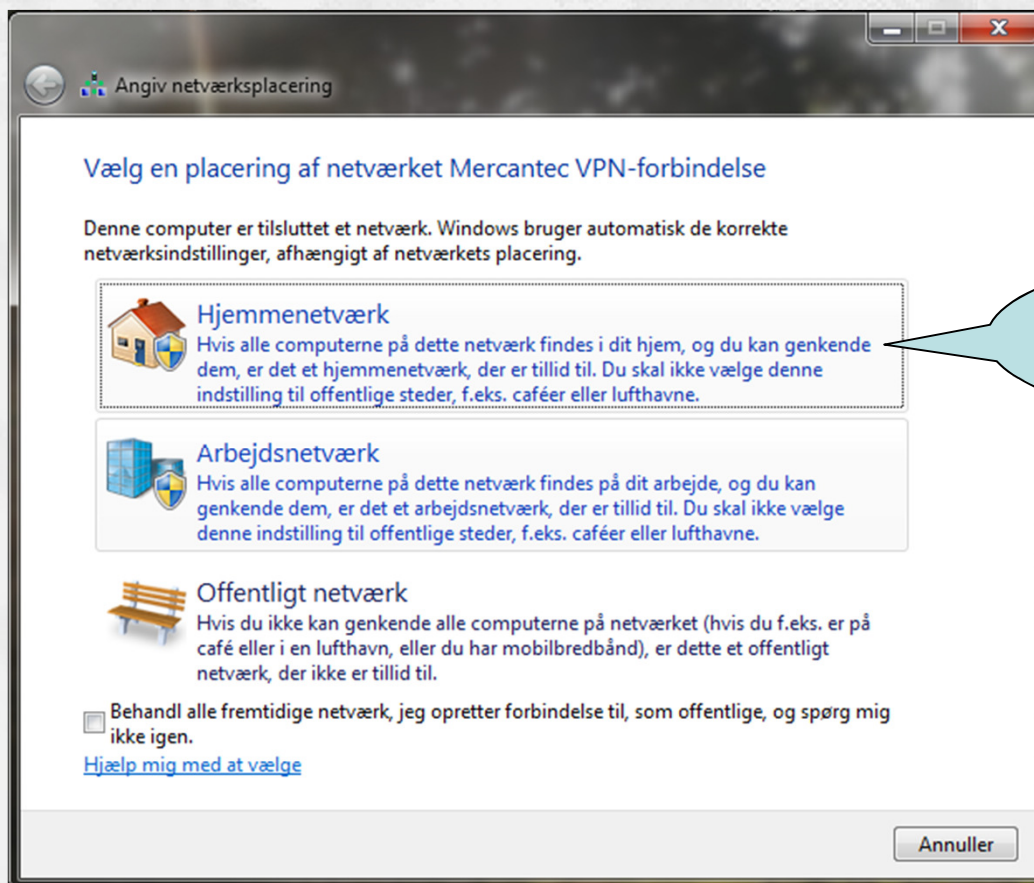 Angiv netværksplacering
Vælg en placering af netværket Mercantec VPN-forbindelse
Denne computer er tilsluttet et netværk. Windows bruger automatisk de korrekte
netværksindstillinger, afhængigt af netværkets placering.
Hjemmenetværk
Hvis alle computerne på dette netværk findes i dit hjem, og du kan genkende
dem, er det et hjemmenetværk, der er tillid til. Du skal ikke vælge denne
indstilling til offentlige steder, f.eks. caféer eller lufthavne.
Arbejdsnetværk
Hvis alle computerne på dette netværk findes på dit arbejde, og du kan
genkende dem, er det et arbejdsnetværk, der er tillid til. Du skal ikke vælge
denne indstilling til offentlige steder, f.eks. caféer eller lufthavne.
Offentligt netværk
Hvis du ikke kan genkende alle computerne på netværket (hvis du f.eks. er på
café eller i en lufthavn, eller du har mobilbredbånd), er dette et offentligt
netværk, der ikke er tillid til.
Behandl alle fremtidige netværk, jeg opretter forbindelse til, som offentlige, og spørg mig
ikke igen.
Hjælp mig med at vælge
Annuller